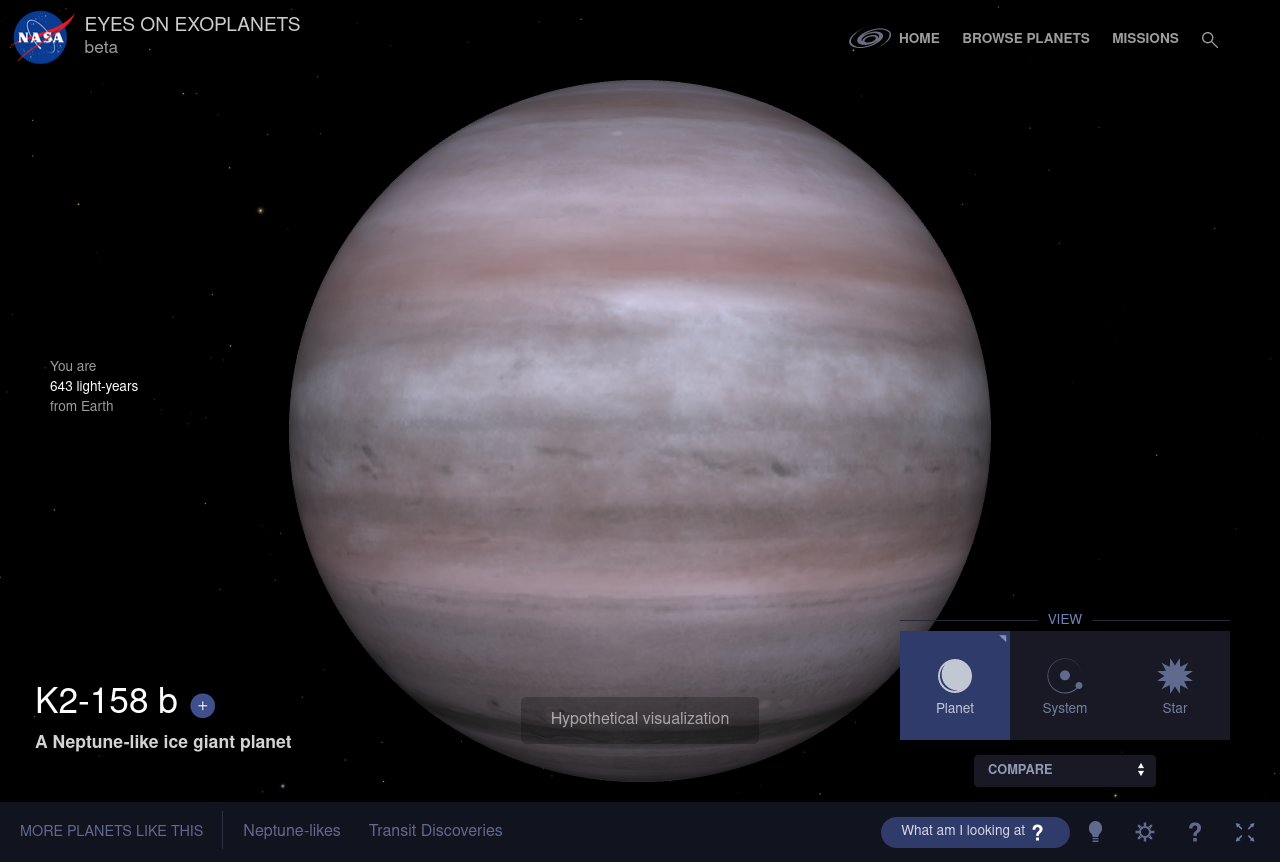 NASA
EYES ON EXOPLANETS
beta
HOME
BROWSE PLANETS
MISSIONS
You are
643 light-years
from Earth
VIEW
Planet
System
Star
K2-158 b +
A Neptune-like ice giant planet
Hypothetical visualization
COMPARE
MORE PLANETS LIKE THIS
Neptune-likes
Transit Discoveries
What am I looking at ?
?